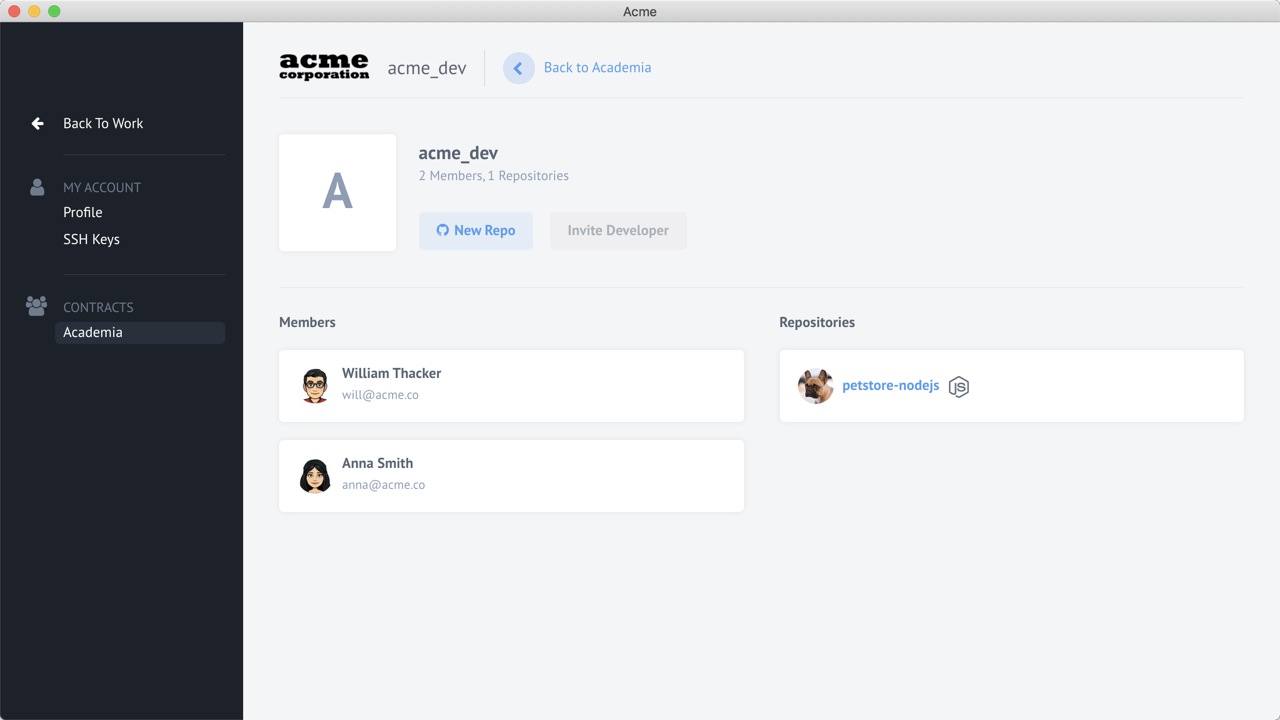 Acme
Back To Work
MY ACCOUNT
Profile
SSH Keys
CONTRACTS
Academia
acme
corporation
acme_dev
Back to Academia
A
acme_dev
2 Members, 1 Repositories
New Repo
Invite Developer
Members
William Thacker
will@acme.co
Anna Smith
anna@acme.co
Repositories
petstore-nodejs
JS